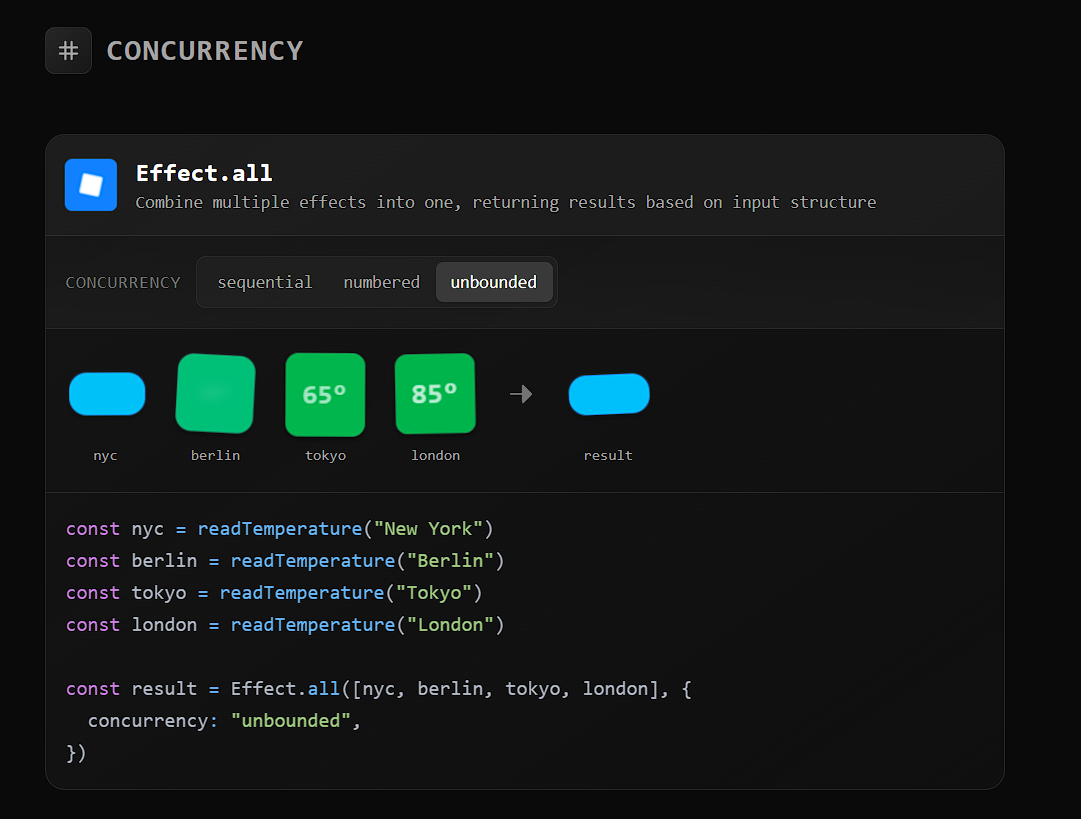 # CONCURRENCY
Effect.all
Combine multiple effects into one, returning results based on input structure
CONCURRENCY sequential numbered unbounded
65º 85º
nyc berlin tokyo london result
const nyc = readTemperature("New York")
const berlin = readTemperature("Berlin")
const tokyo = readTemperature("Tokyo")
const london = readTemperature("London")
const result = Effect.all([nyc, berlin, tokyo, london], {
  concurrency: "unbounded",
})